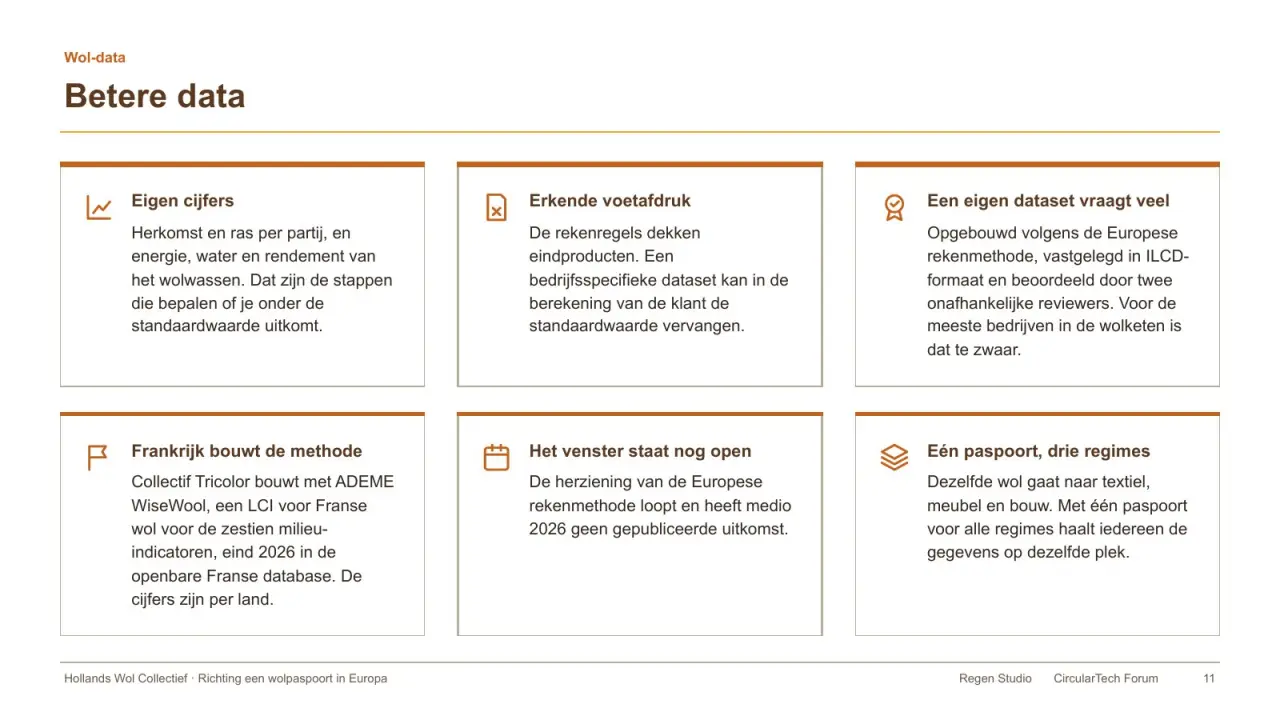 Wol-data
Betere data
Eigen cijfers
Herkomst en ras per partij, en
energie, water en rendement van
het wolwassen. Dat zijn de stappen
die bepalen of je onder de
standaardwaarde uitkomt.
Erkende voetafdruk
De rekenregels dekken
eindproducten. Een
bedrijfsspecifieke dataset kan in de
berekening van de klant de
standaardwaarde vervangen.
Een eigen dataset vraagt veel
Opgebouwd volgens de Europese
rekenmethode, vastgelegd in ILCD-
formaat en beoordeeld door twee
onafhankelijke reviewers. Voor de
meeste bedrijven in de wolketen is
dat te zwaar.
Frankrijk bouwt de methode
Collectif Tricolor bouwt met ADEME
WiseWool, een LCI voor Franse
wol voor de zestien milieu-
indicatoren, eind 2026 in de
openbare Franse database. De
cijfers zijn per land.
Het venster staat nog open
De herziening van de Europese
rekenmethode loopt en heeft medio
2026 geen gepubliceerde uitkomst.
Eén paspoort, drie regimes
Dezelfde wol gaat naar textiel,
meubel en bouw. Met één paspoort
voor alle regimes haalt iedereen de
gegevens op dezelfde plek.
Hollands Wol Collectief · Richting een wolpaspoort in Europa
Regen Studio CircularTech Forum 11